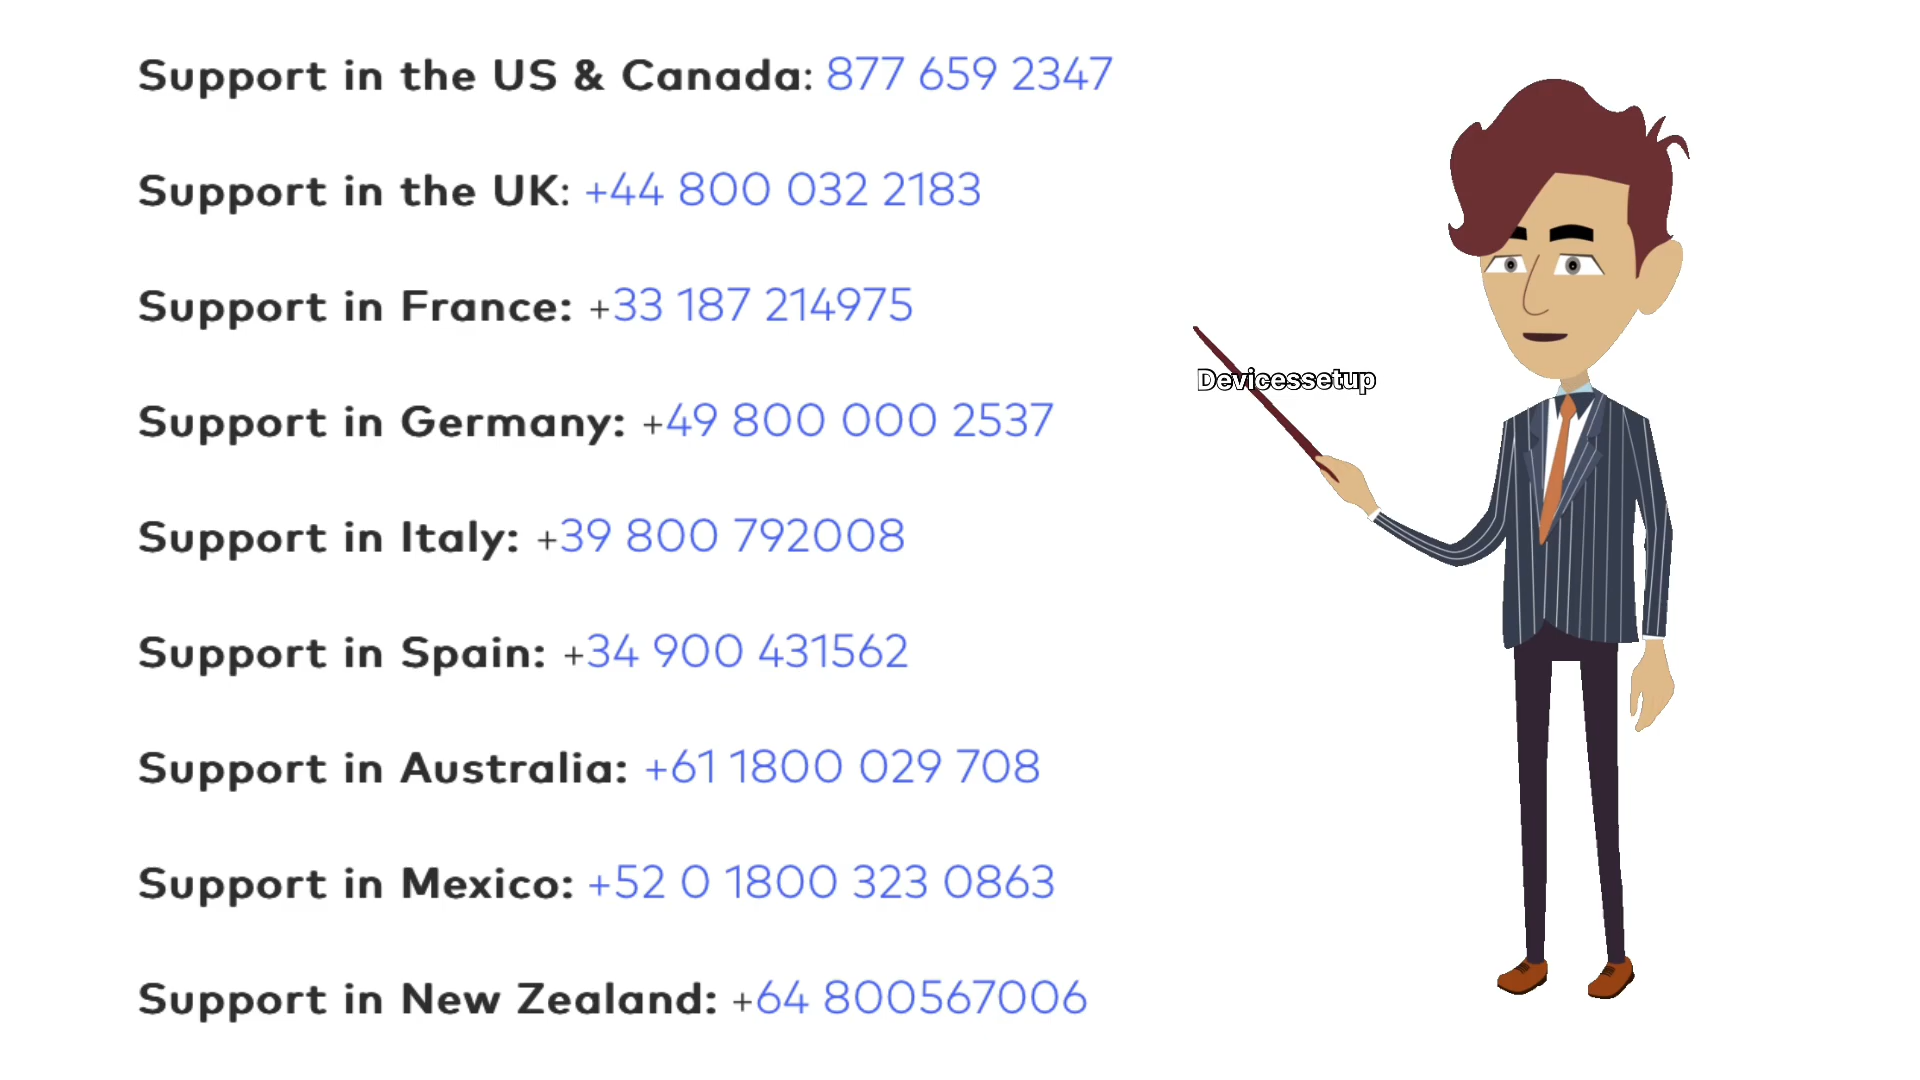 Support in the US & Canada: 877 659 2347
Support in the UK: +44 800 032 2183
Support in France: +33 187 214975
Support in Germany: +49 800 000 2537
Support in Italy: +39 800 792008
Support in Spain: +34 900 431562
Support in Australia: +61 1800 029 708
Support in Mexico: +52 0 1800 323 0863
Support in New Zealand: +64 800567006
Devicessetup